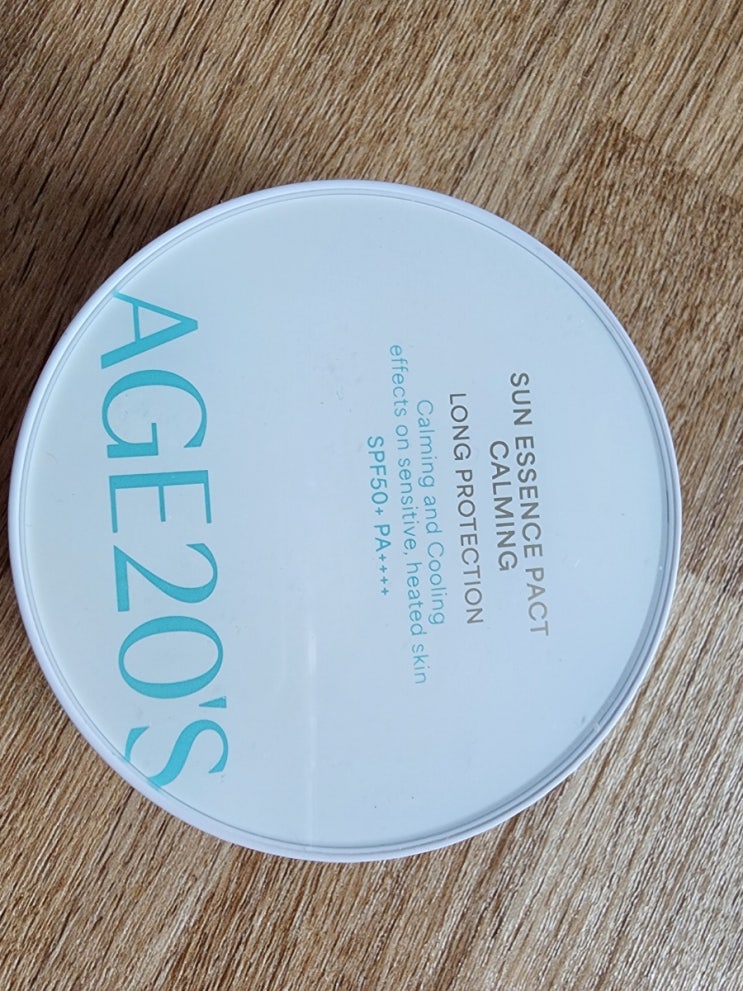 SUN ESSENCE PACT
CALMING
LONG PROTECTION
Calming and Cooling
effects on sensitive, heated skin
SPF50+ PA++++
AGE20'S